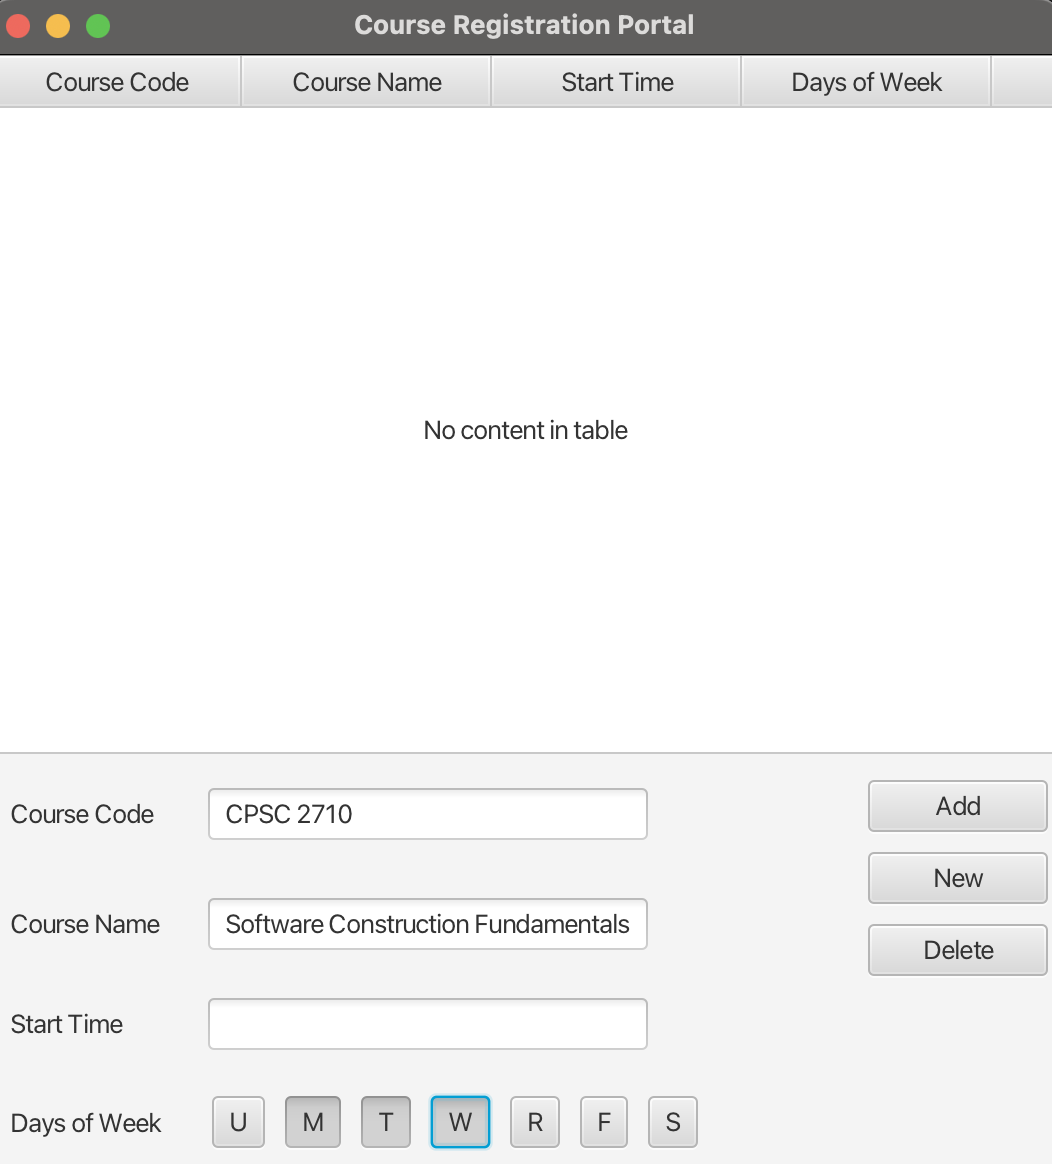 Course Registration Portal
Course Code Course Name Start Time Days of Week
No content in table
Course Code CPSC 2710 Add
New
Course Name Software Construction Fundamentals
Delete
Start Time
Days of Week U M T W R F S